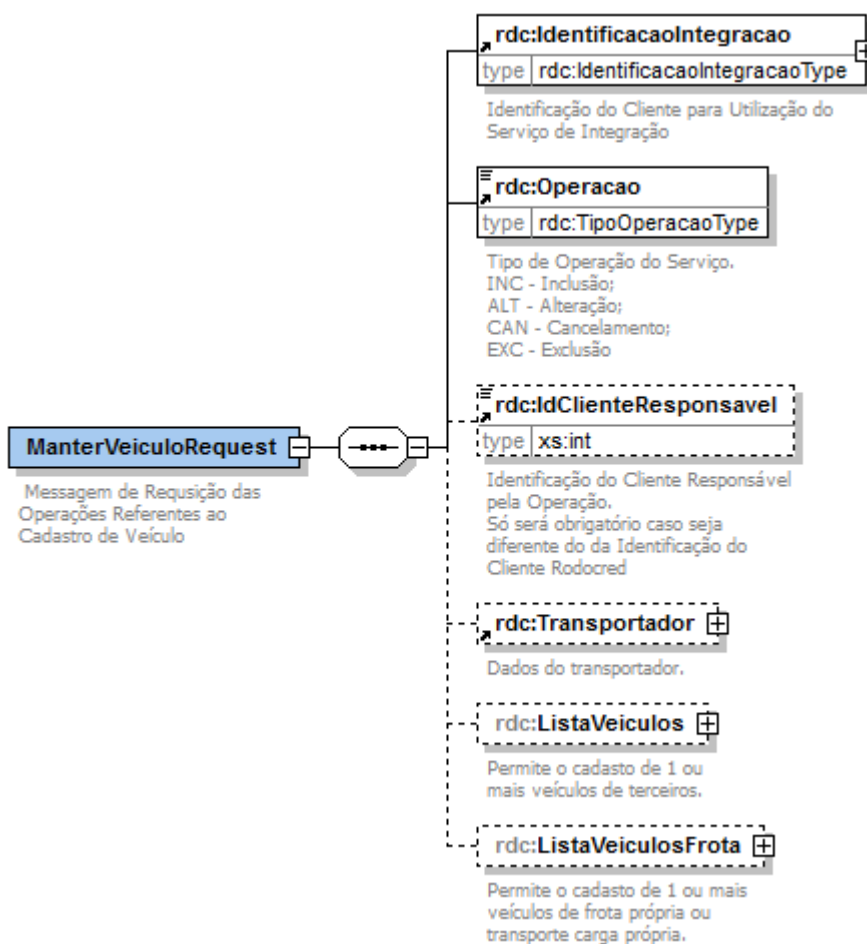 rdc:IdentificacaoIntegracao
type rdc:IdentificacaoIntegracaoType
Identificação do Cliente para Utilização do
Serviço de Integração
rdc:Operacao
type rdc:TipoOperacaoType
Tipo de Operação do Serviço.
INC - Inclusão;
ALT - Alteração;
CAN - Cancelamento;
EXC - Exclusão
rdc:IdClienteResponsavel
type xs:int
Identificação do Cliente Responsável
pela Operação.
Só será obrigatório caso seja
diferente do da Identificação do
Cliente Rodocred
ManterVeiculoRequest
Messagem de Requsição das
Operações Referentes ao
Cadastro de Veículo
rdc:Transportador
Dados do transportador.
rdc:ListaVeiculos
Permite o cadasto de 1 ou
mais veículos de terceiros.
rdc:ListaVeiculosFrota
Permite o cadasto de 1 ou mais
veículos de frota própria ou
transporte carga própria.